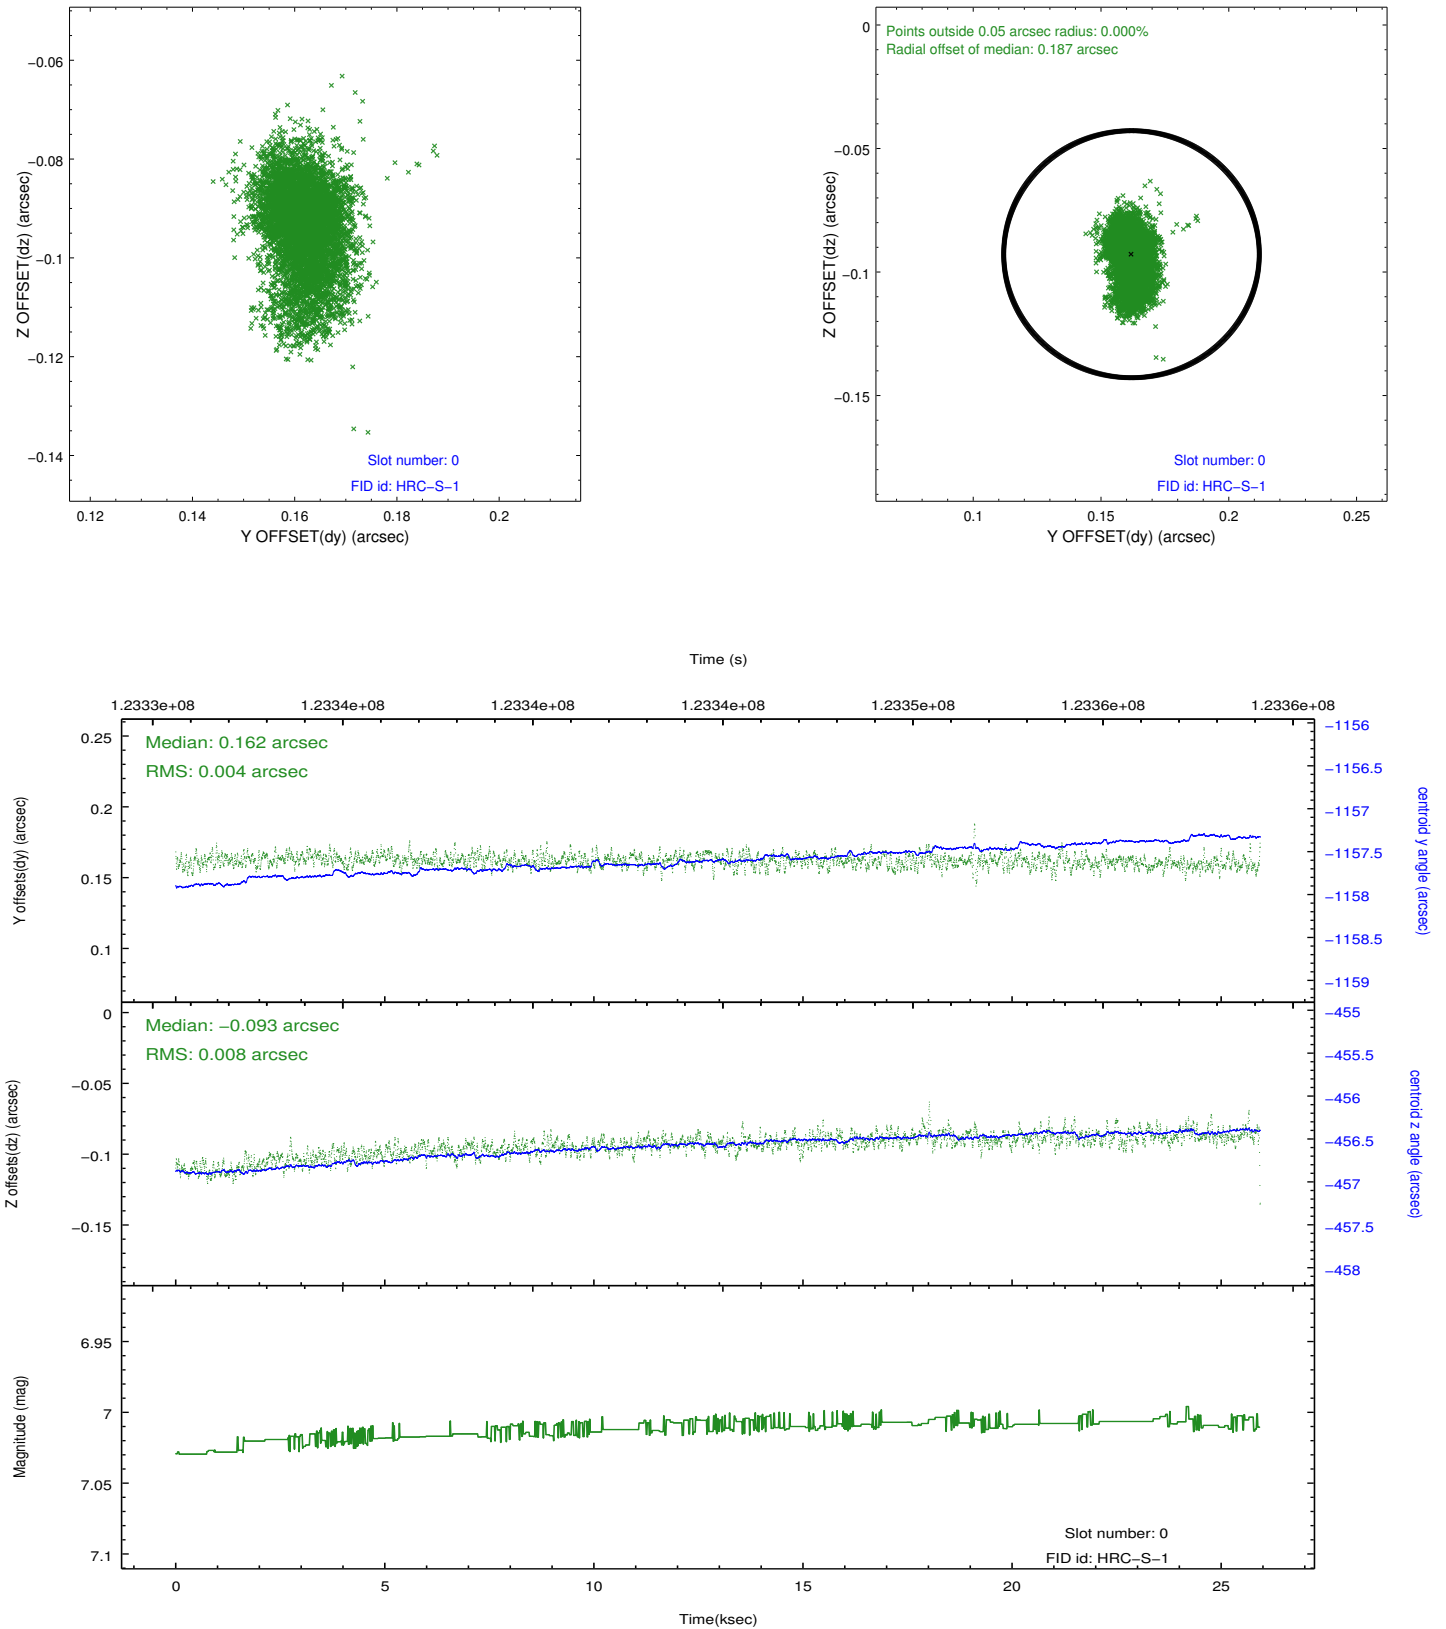 −0.06
−0.08
−0.1
−0.12
−0.14
Z OFFSET(dz) (arcsec)
0.12 0.14 0.16 0.18 0.2
Y OFFSET(dy) (arcsec)
Slot number: 0
FID id: HRC−S−1
Points outside 0.05 arcsec radius: 0.000%
Radial offset of median: 0.187 arcsec
0
−0.05
−0.1
−0.15
Z OFFSET(dz) (arcsec)
0.1 0.15 0.2 0.25
Y OFFSET(dy) (arcsec)
Slot number: 0
FID id: HRC−S−1
Time (s)
1.2333e+08 1.2334e+08 1.2334e+08 1.2334e+08 1.2335e+08 1.2336e+08 1.2336e+08
Median: 0.162 arcsec
RMS: 0.004 arcsec
0.25
0.2
0.15
0.1
Y offsets(dy) (arcsec)
−1156
−1156.5
−1157
−1157.5
−1158
−1158.5
−1159
centroid y angle (arcsec)
Median: −0.093 arcsec
RMS: 0.008 arcsec
0
−0.05
−0.1
−0.15
Z offsets(dz) (arcsec)
−455
−455.5
−456
−456.5
−457
−457.5
−458
centroid z angle (arcsec)
6.95
7
7.05
7.1
Magnitude (mag)
Slot number: 0
FID id: HRC−S−1
0 5 10 15 20 25
Time(ksec)